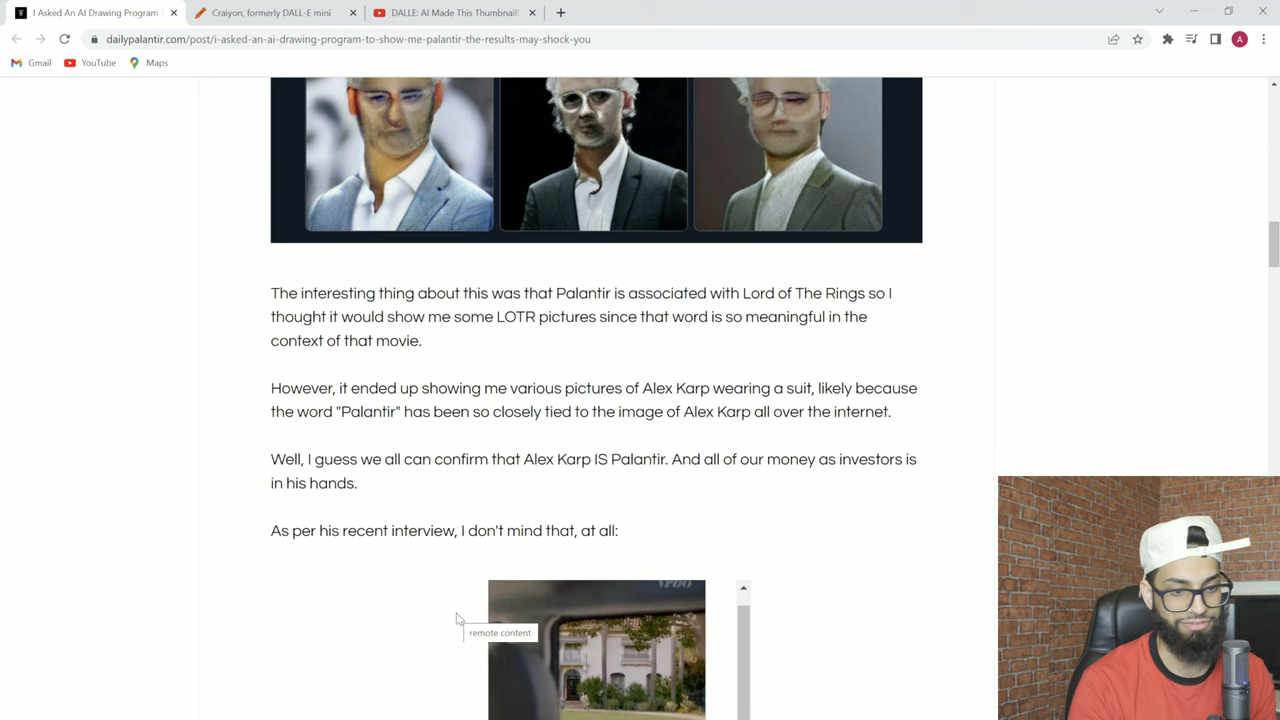 I Asked An AI Drawing Program
Craiyon, formerly DALL-E mini
DALLE: AI Made This Thumbnail!
dailypalantir.com/post/i-asked-an-ai-drawing-program-to-show-me-palantir-the-results-may-shock-you
A
Gmail
YouTube
Maps
The interesting thing about this was that Palantir is associated with Lord of The Rings so I
thought it would show me some LOTR pictures since that word is so meaningful in the
context of that movie.
However, it ended up showing me various pictures of Alex Karp wearing a suit, likely because
the word "Palantir" has been so closely tied to the image of Alex Karp all over the internet.
Well, I guess we all can confirm that Alex Karp IS Palantir. And all of our money as investors is
in his hands.
As per his recent interview, I don't mind that, at all:
remote content